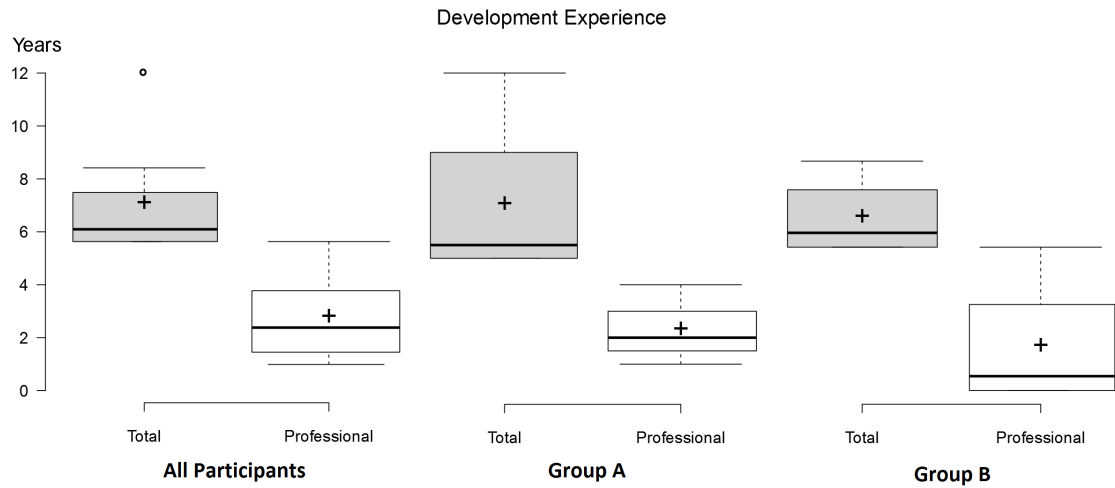 Development Experience
Years
12
10
8
6
4
2
0
Total Professional Total Professional Total Professional
All Participants Group A Group B